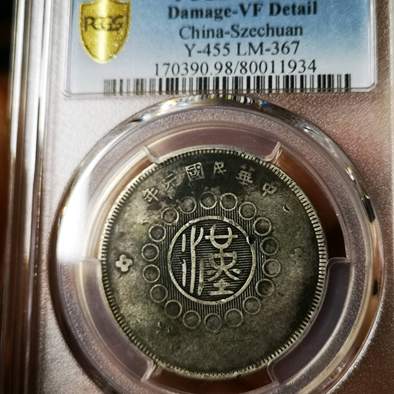 PCGS
Damage-VF Detail
China-Szechuan
Y-455 LM-367
170390.98/80011934
年元國民華中
漢